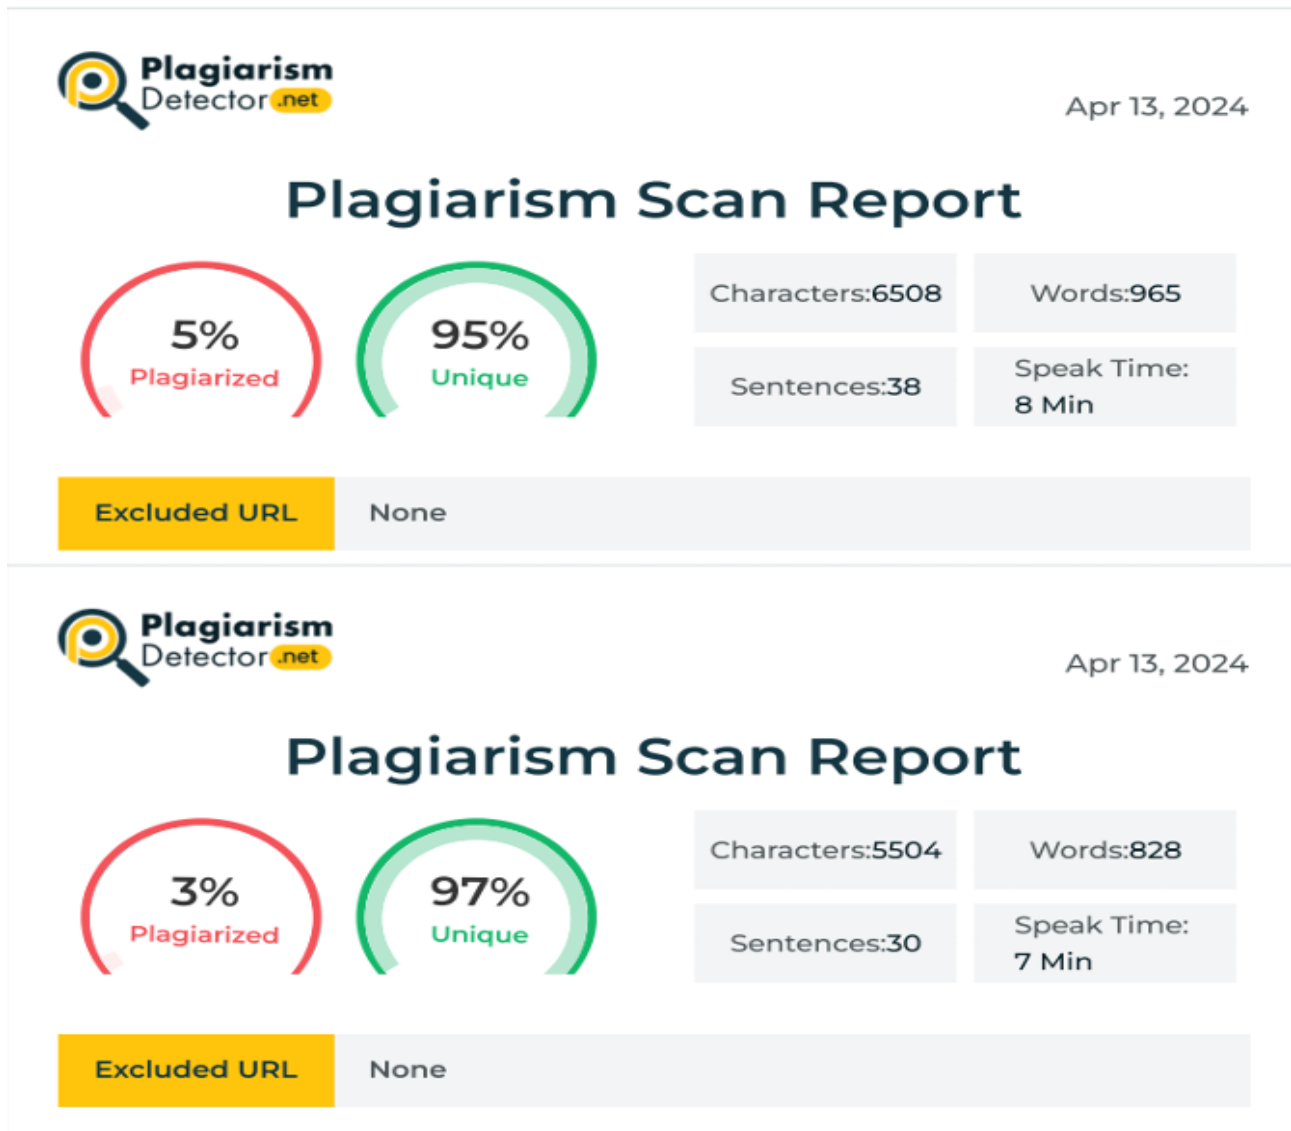 Plagiarism
Detector .net
Apr 13, 2024
Plagiarism Scan Report
5%
Plagiarized
95%
Unique
Characters:6508
Words:965
Sentences:38
Speak Time:
8 Min
Excluded URL
None
Plagiarism
Detector .net
Apr 13, 2024
Plagiarism Scan Report
3%
Plagiarized
97%
Unique
Characters:5504
Words:828
Sentences:30
Speak Time:
7 Min
Excluded URL
None